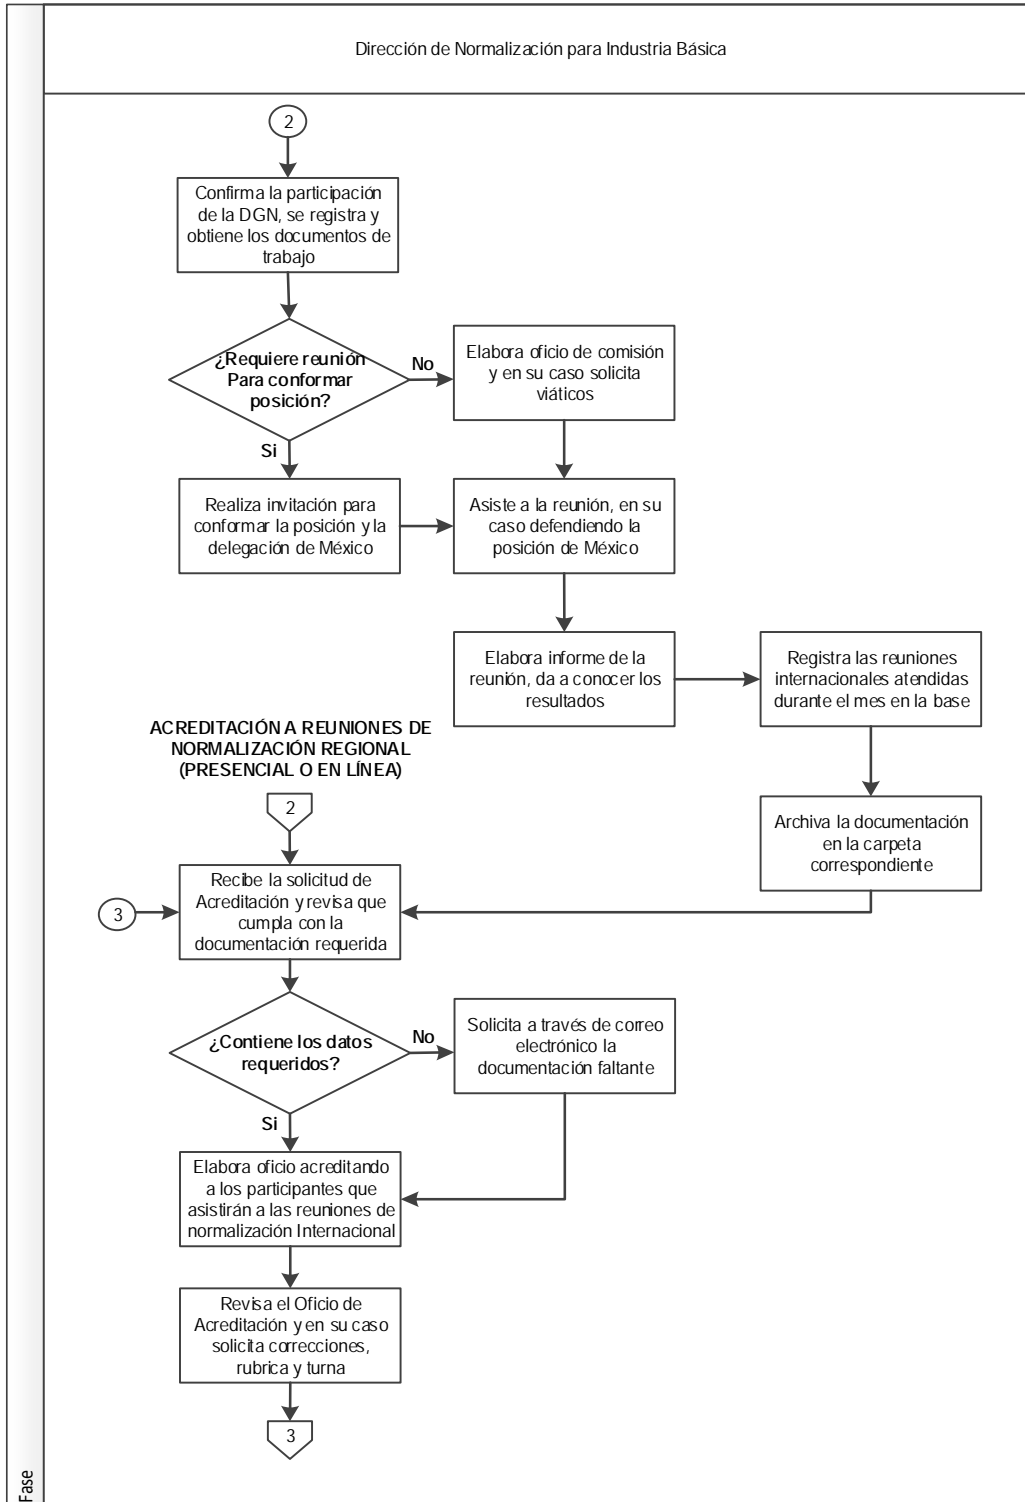 Dirección de Normalización para Industria Básica
2
Confirma la participación
de la DGN, se registra y
obtiene los documentos de
trabajo
¿Requiere reunión
Para conformar
posición?
No
Elabora oficio de comisión
y en su caso solicita
viáticos
Si
Realiza invitación para
conformar la posición y la
delegación de México
Asiste a la reunión, en su
caso defendiendo la
posición de México
Elabora informe de la
reunión, da a conocer los
resultados
Registra las reuniones
internacionales atendidas
durante el mes en la base
Archiva la documentación
en la carpeta
correspondiente
ACREDITACIÓN A REUNIONES DE
NORMALIZACIÓN REGIONAL
(PRESENCIAL O EN LÍNEA)
2
Recibe la solicitud de
Acreditación y revisa que
cumpla con la
documentación requerida
3
¿Contiene los datos
requeridos?
No
Solicita a través de correo
electrónico la
documentación faltante
Si
Elabora oficio acreditando
a los participantes que
asistirán a las reuniones de
normalización Internacional
Revisa el Oficio de
Acreditación y en su caso
solicita correcciones,
rubrica y turna
3
Fase